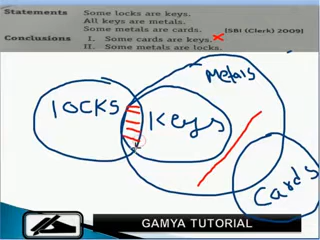 Statements Some locks are keys.
All keys are metals.
Some metals are cards. [SBI (Clerk) 2009]
Conclusions I. Some cards are keys.
II. Some metals are locks.
Metals
locks
Keys
Cards
GAMYA TUTORIAL